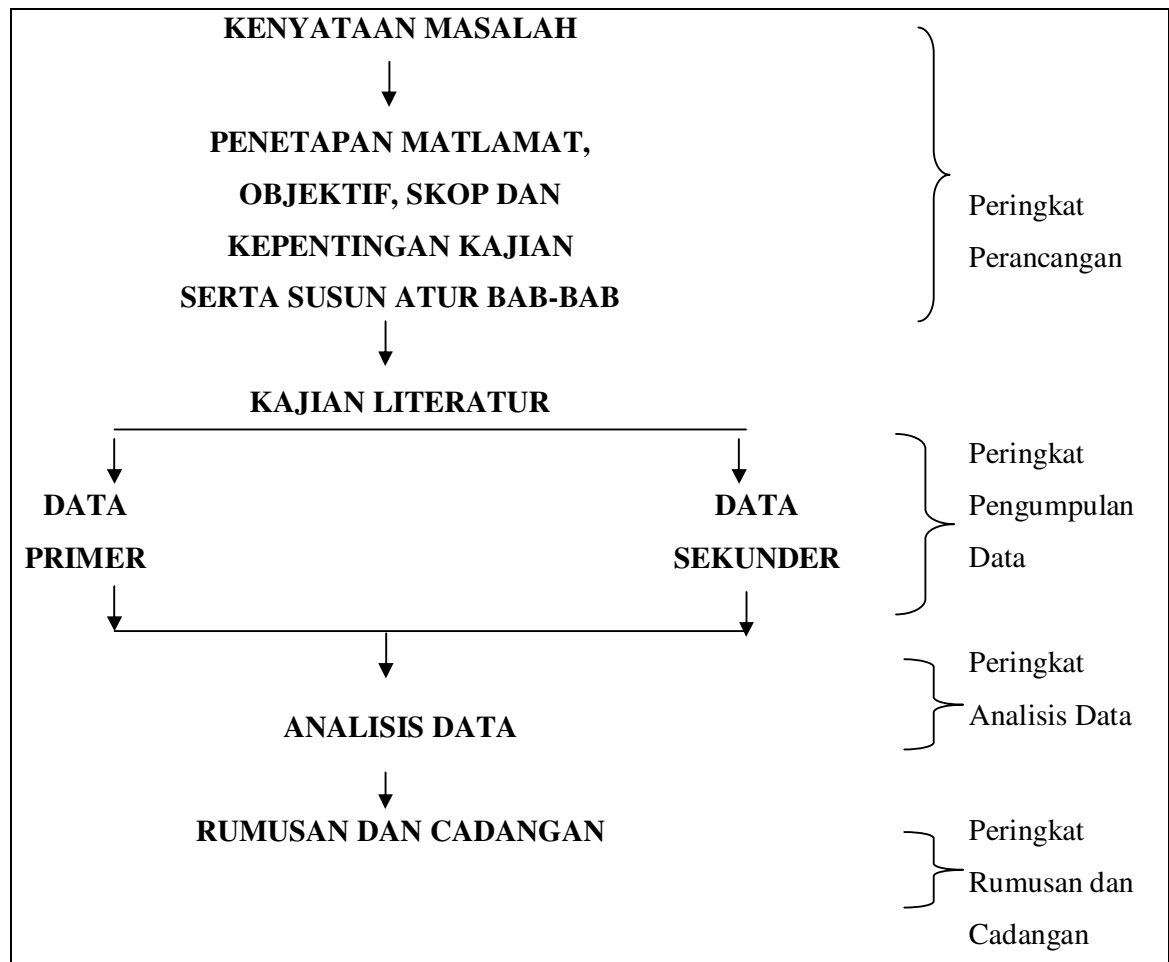 KENYATAAN MASALAH
PENETAPAN MATLAMAT,
OBJEKTIF, SKOP DAN
KEPENTINGAN KAJIAN
SERTA SUSUN ATUR BAB-BAB
Peringkat
Perancangan
KAJIAN LITERATUR
DATA
PRIMER
DATA
SEKUNDER
Peringkat
Pengumpulan
Data
ANALISIS DATA
Peringkat
Analisis Data
RUMUSAN DAN CADANGAN
Peringkat
Rumusan dan
Cadangan